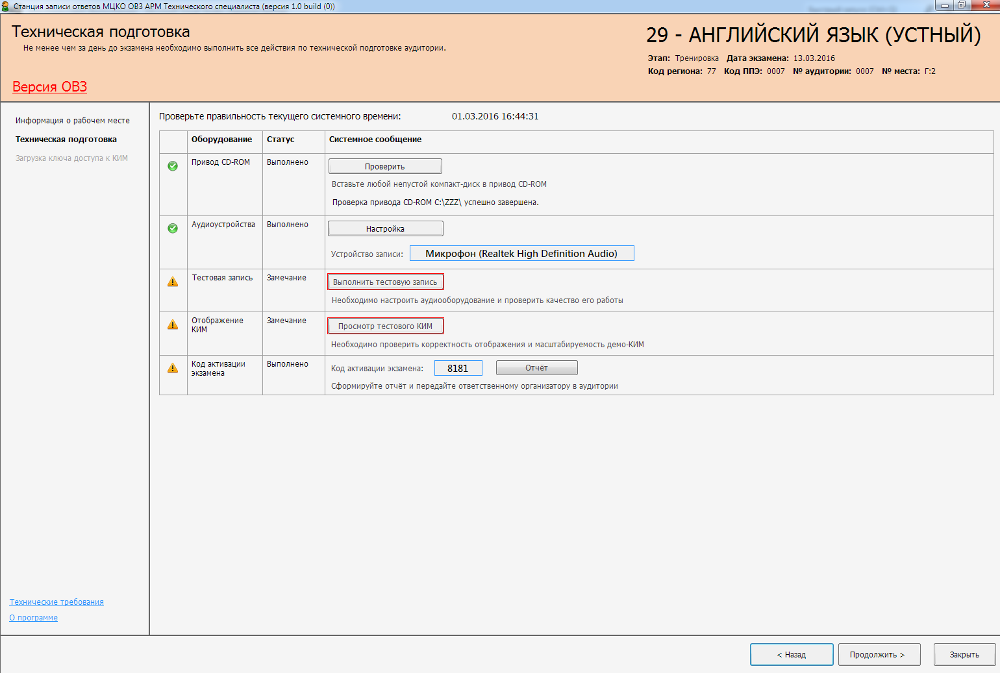 Станция записи ответов МЦКО ОВЗ АРМ Технического специалиста (версия 1.0 build (0))
Техническая подготовка
Не менее чем за день до экзамена необходимо выполнить все действия по технической подготовке аудитории.
Версия ОВЗ
29 - АНГЛИЙСКИЙ ЯЗЫК (УСТНЫЙ)
Этап: Тренировка Дата экзамена: 13.03.2016
Код региона: 77 Код ППЭ: 0007 № аудитории: 0007 № места: Г:2
Информация о рабочем месте
Техническая подготовка
Загрузка ключа доступа к КИМ
Проверьте правильность текущего системного времени: 01.03.2016 16:44:31
Оборудование Статус Системное сообщение
Привод CD-ROM Выполнено Проверить
Вставьте любой непустой компакт-диск в привод CD-ROM
Проверка привода CD-ROM C:\ZZZ\ успешно завершена.
Аудиоустройства Выполнено Настройка
Устройство записи: Микрофон (Realtek High Definition Audio)
Тестовая запись Замечание Выполнить тестовую запись
Необходимо настроить аудиооборудование и проверить качество его работы
Отображение КИМ Замечание Просмотр тестового КИМ
Необходимо проверить корректность отображения и масштабируемость демо-КИМ
Код активации экзамена Выполнено Код активации экзамена: 8181 Отчёт
Сформируйте отчёт и передайте ответственному организатору в аудитории
Технические требования
О программе
< Назад Продолжить > Закрыть